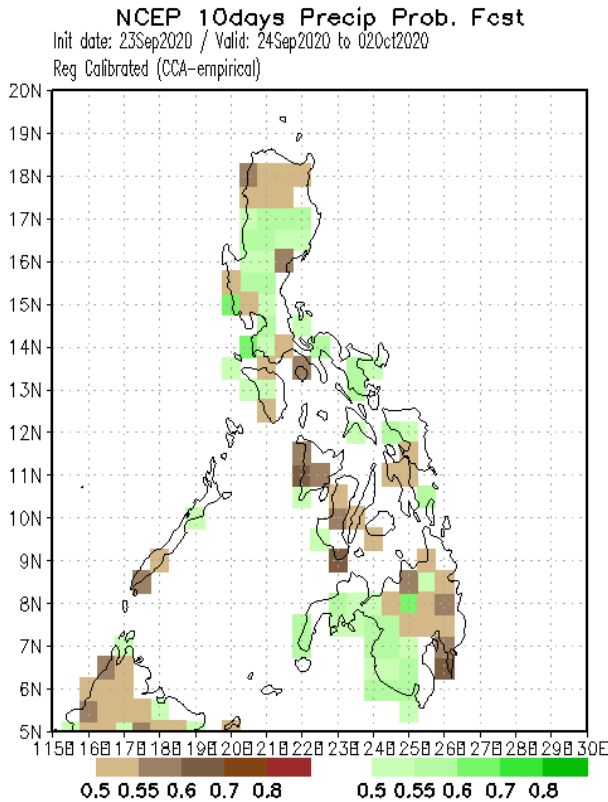 NCEP 10days Precip Prob. Fcst
Init date: 23Sep2020 / Valid: 24Sep2020 to 02Oct2020
Reg Calibrated (CCA-empirical)
20N
19N
18N
17N
16N
15N
14N
13N
12N
11N
10N
9N
8N
7N
6N
5N
115E 116E 117E 118E 119E 120E 121E 122E 123E 124E 125E 126E 127E 128E 129E 130E
0.5 0.55 0.6 0.7 0.8 0.5 0.55 0.6 0.7 0.8